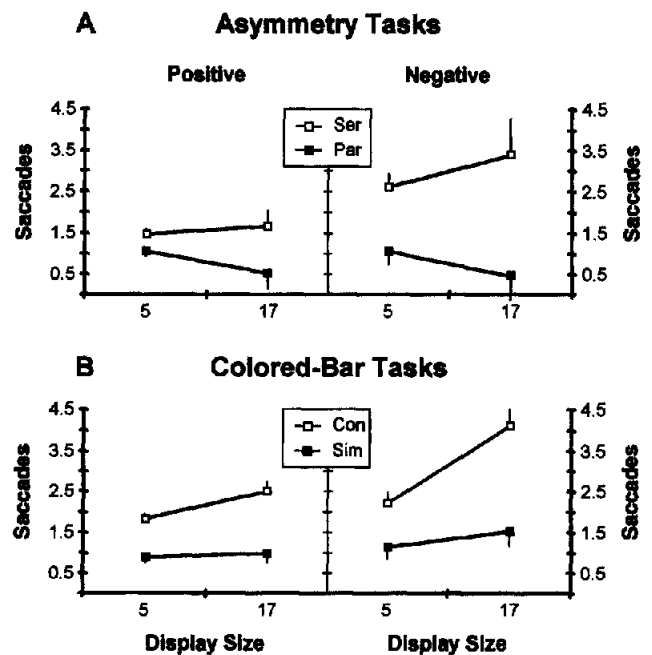 A Asymmetry Tasks
Positive Negative
4.5 4.5
Ser
Par
3.5 3.5
2.5 2.5
1.5 1.5
0.5 0.5
Saccades Saccades
5 17 5 17
B Colored-Bar Tasks
4.5 4.5
Con
Sim
3.5 3.5
2.5 2.5
1.5 1.5
0.5 0.5
Saccades Saccades
5 17 5 17
Display Size Display Size